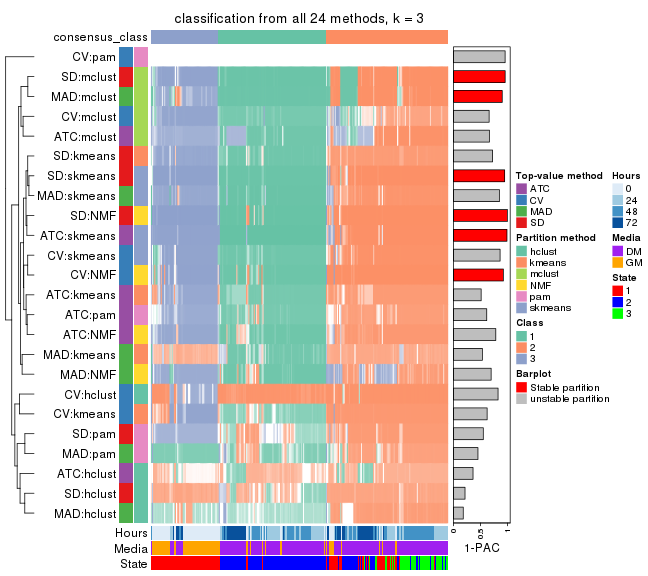 classification from all 24 methods, k = 3
consensus_class
CV:pam
SD:mclust
MAD:mclust
CV:mclust
ATC:mclust
SD:kmeans
SD:skmeans
MAD:skmeans
SD:NMF
ATC:skmeans
CV:skmeans
CV:NMF
ATC:kmeans
ATC:pam
ATC:NMF
MAD:kmeans
MAD:NMF
CV:hclust
CV:kmeans
SD:pam
MAD:pam
ATC:hclust
SD:hclust
MAD:hclust
Hours
Media
State
0
0.5
1
1-PAC
Top-value method
ATC
CV
MAD
SD
Partition method
hclust
kmeans
mclust
NMF
pam
skmeans
Class
1
2
3
Barplot
Stable partition
unstable partition
Hours
0
24
48
72
Media
DM
GM
State
1
2
3